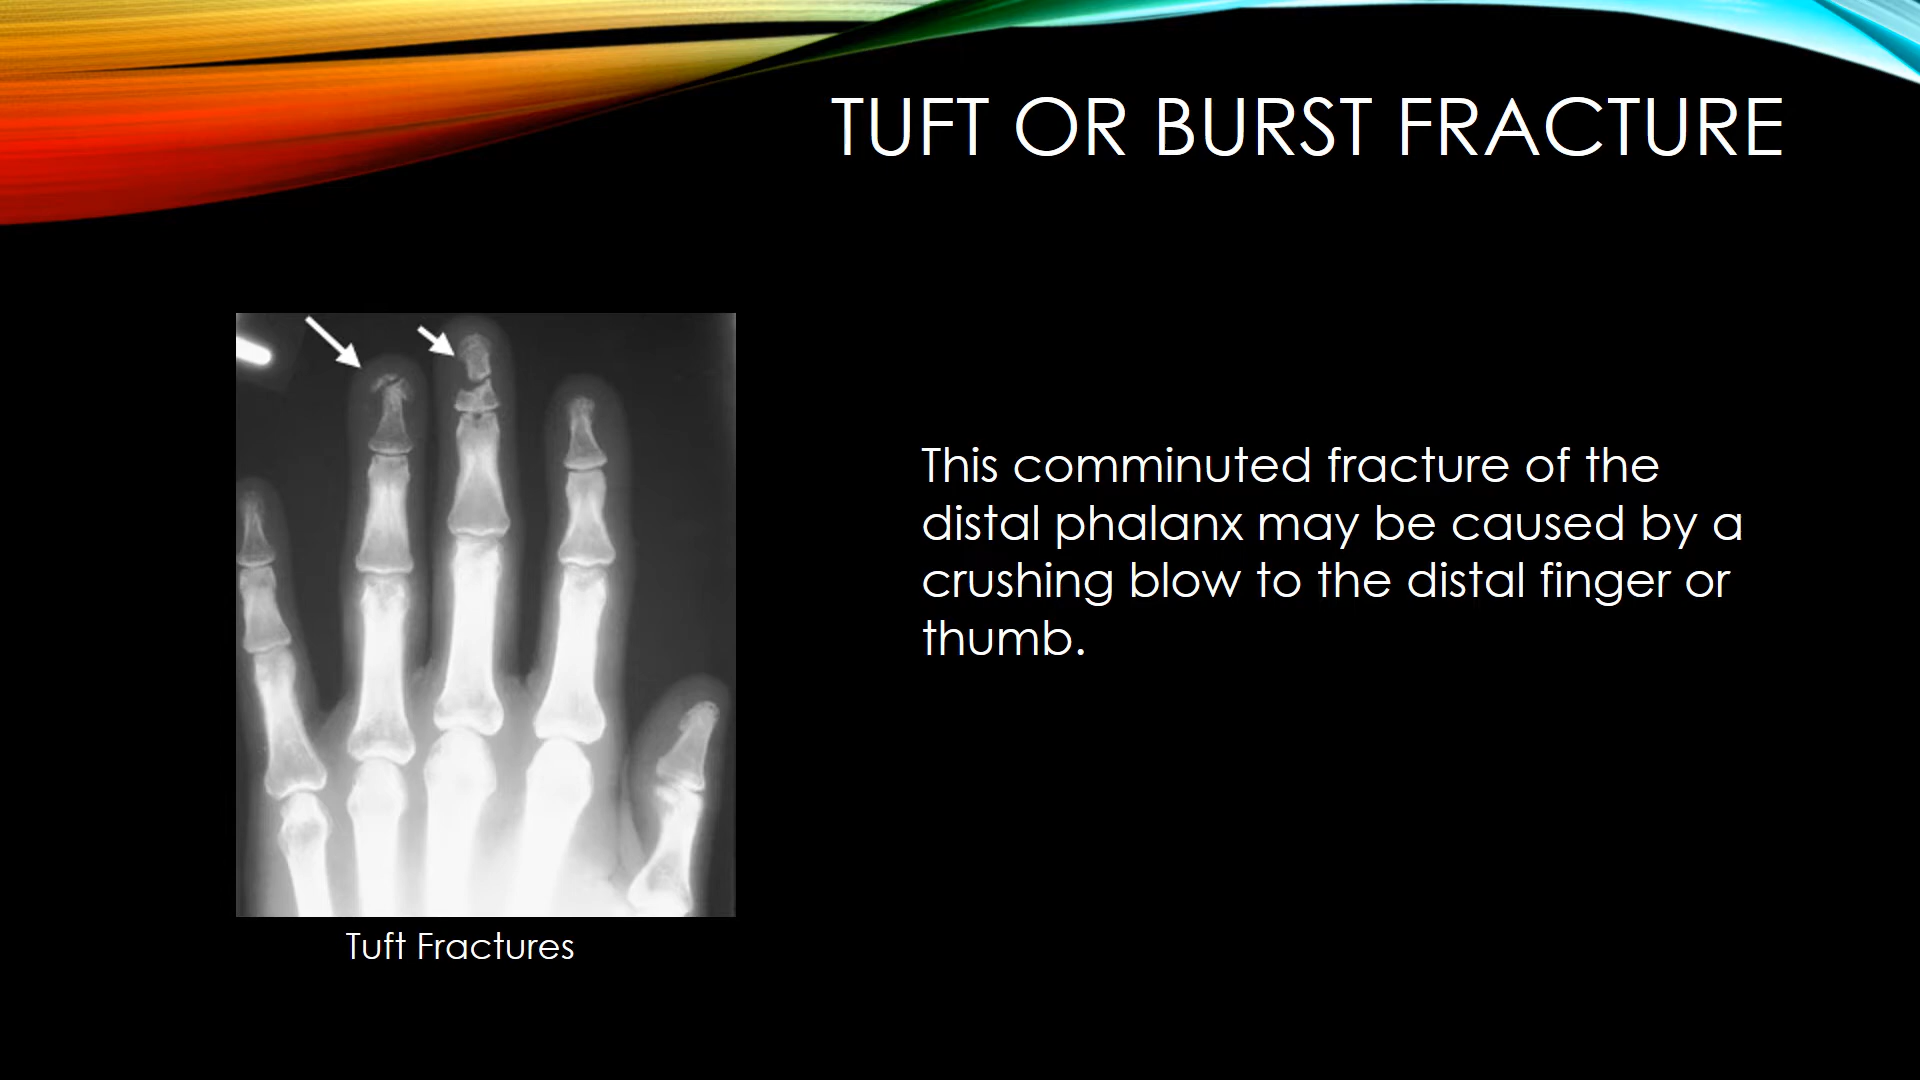 TUFT OR BURST FRACTURE
This comminuted fracture of the
distal phalanx may be caused by a
crushing blow to the distal finger or
thumb.
Tuft Fractures